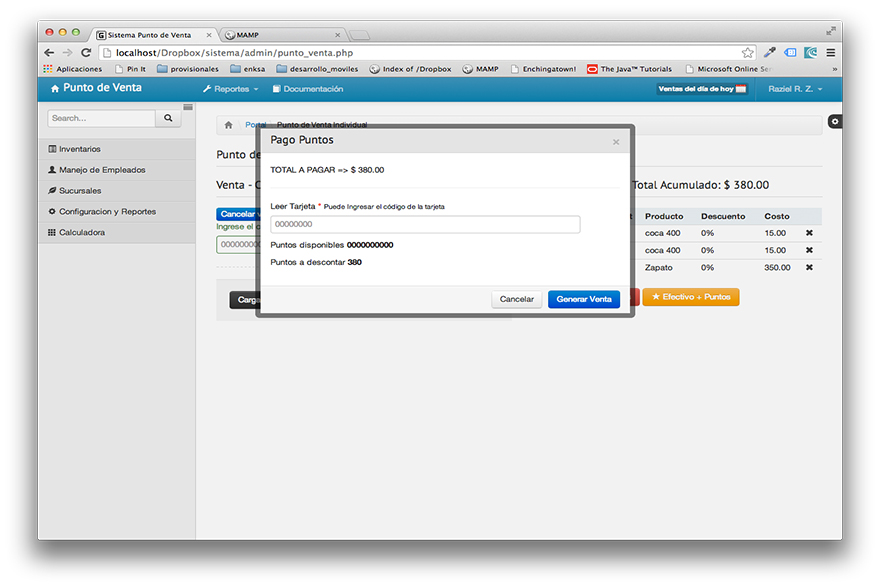 Sistema Punto de Venta
MAMP
localhost/Dropbox/sistema/admin/punto_venta.php
Aplicaciones Pin It provisionales enksa desarrollo_moviles Index of /Dropbox MAMP Enchingatown! The Java™ Tutorials Microsoft Online Ser »
Punto de Venta Reportes Documentación Ventas del día de hoy Raziel R. Z.
Search...
Inventarios
Manejo de Empleados
Sucursales
Configuracion y Reportes
Calculadora
Portal Punto de Venta Individual
Punto de
Venta - C Total Acumulado: $ 380.00
Cancelar v
Ingrese el c
000000000
Carga
Pago Puntos ×
TOTAL A PAGAR => $ 380.00
Leer Tarjeta * Puede Ingresar el código de la tarjeta
00000000
Puntos disponibles 0000000000
Puntos a descontar 380
Cancelar Generar Venta
Producto Descuento Costo
coca 400 0% 15.00
coca 400 0% 15.00
Zapato 0% 350.00
Efectivo + Puntos